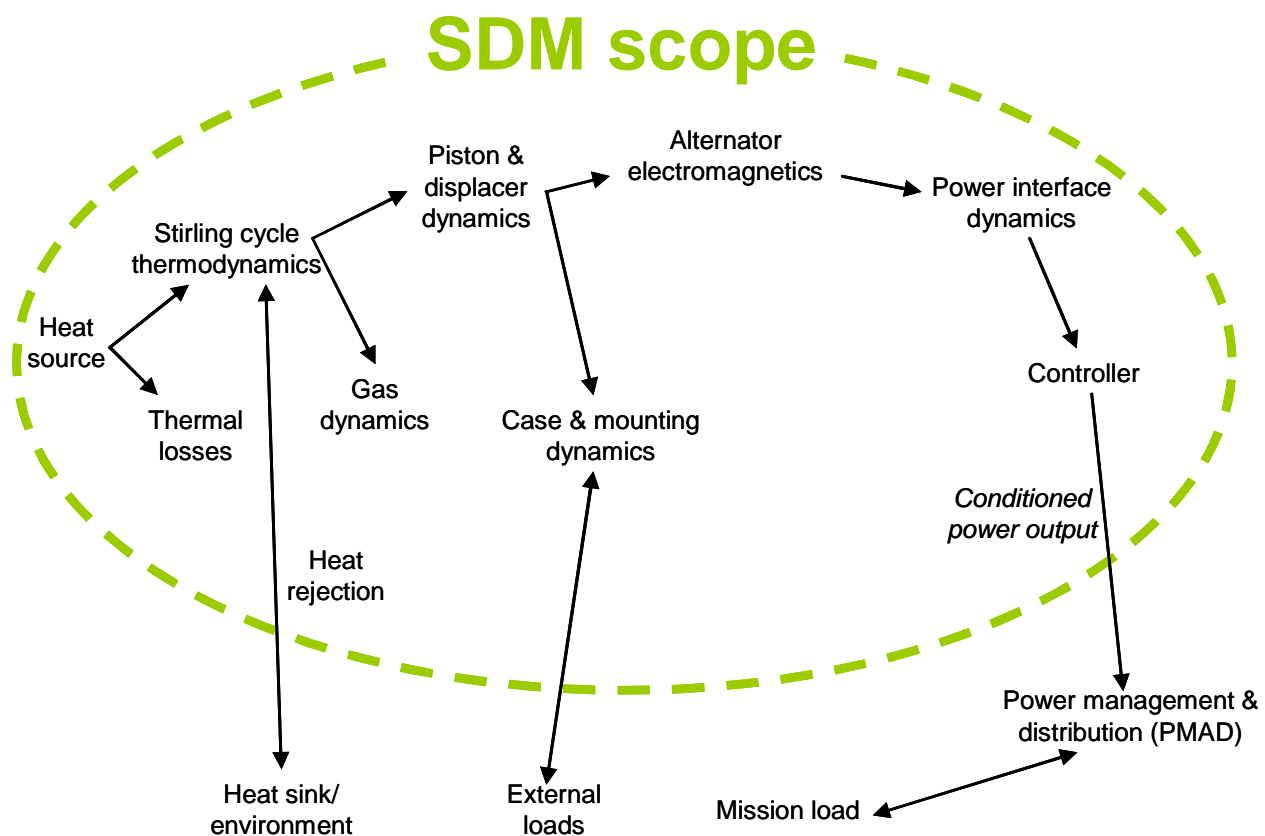 SDM scope
Alternator
electromagnetics
Piston &
displacer
dynamics
Power interface
dynamics
Stirling cycle
thermodynamics
Heat
source
Controller
Gas
dynamics
Thermal
losses
Case & mounting
dynamics
Conditioned
power output
Heat
rejection
Power management &
distribution (PMAD)
Heat sink/
environment
External
loads
Mission load